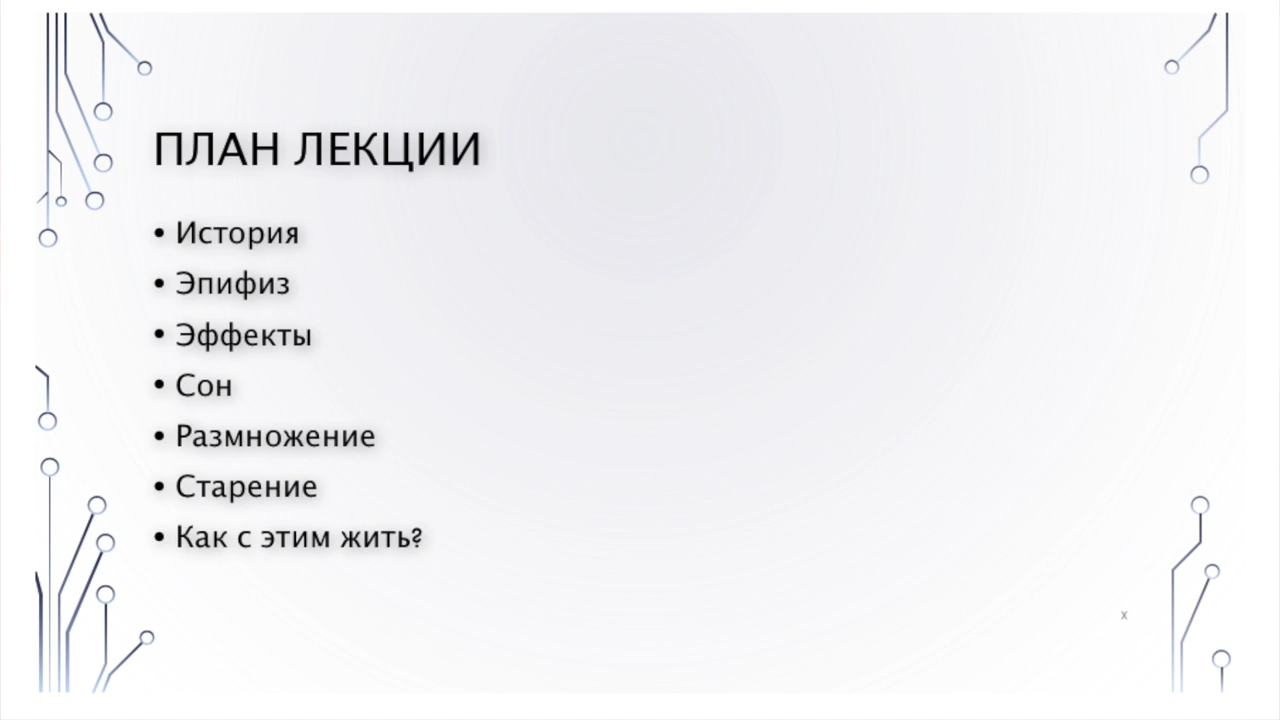 ПЛАН ЛЕКЦИИ
• История
• Эпифиз
• Эффекты
• Сон
• Размножение
• Старение
• Как с этим жить?
x